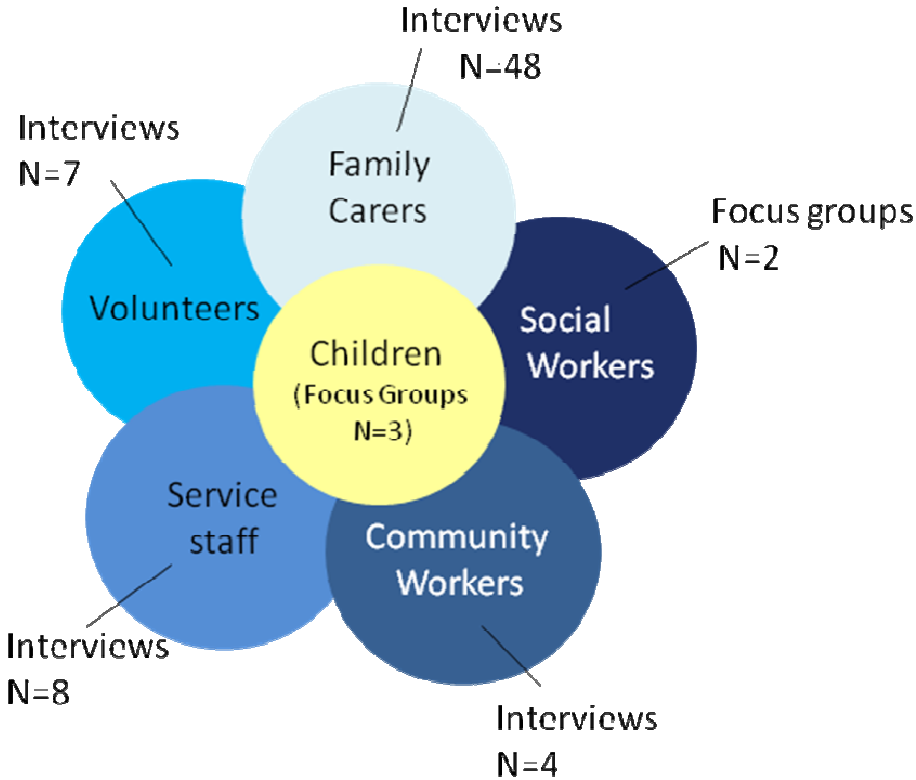 Interviews
N=48
Interviews
N=7
Family
Carers
Focus groups
N=2
Volunteers
Social
Workers
Children
(Focus Groups
N=3)
Service
staff
Community
Workers
Interviews
N=8
Interviews
N=4